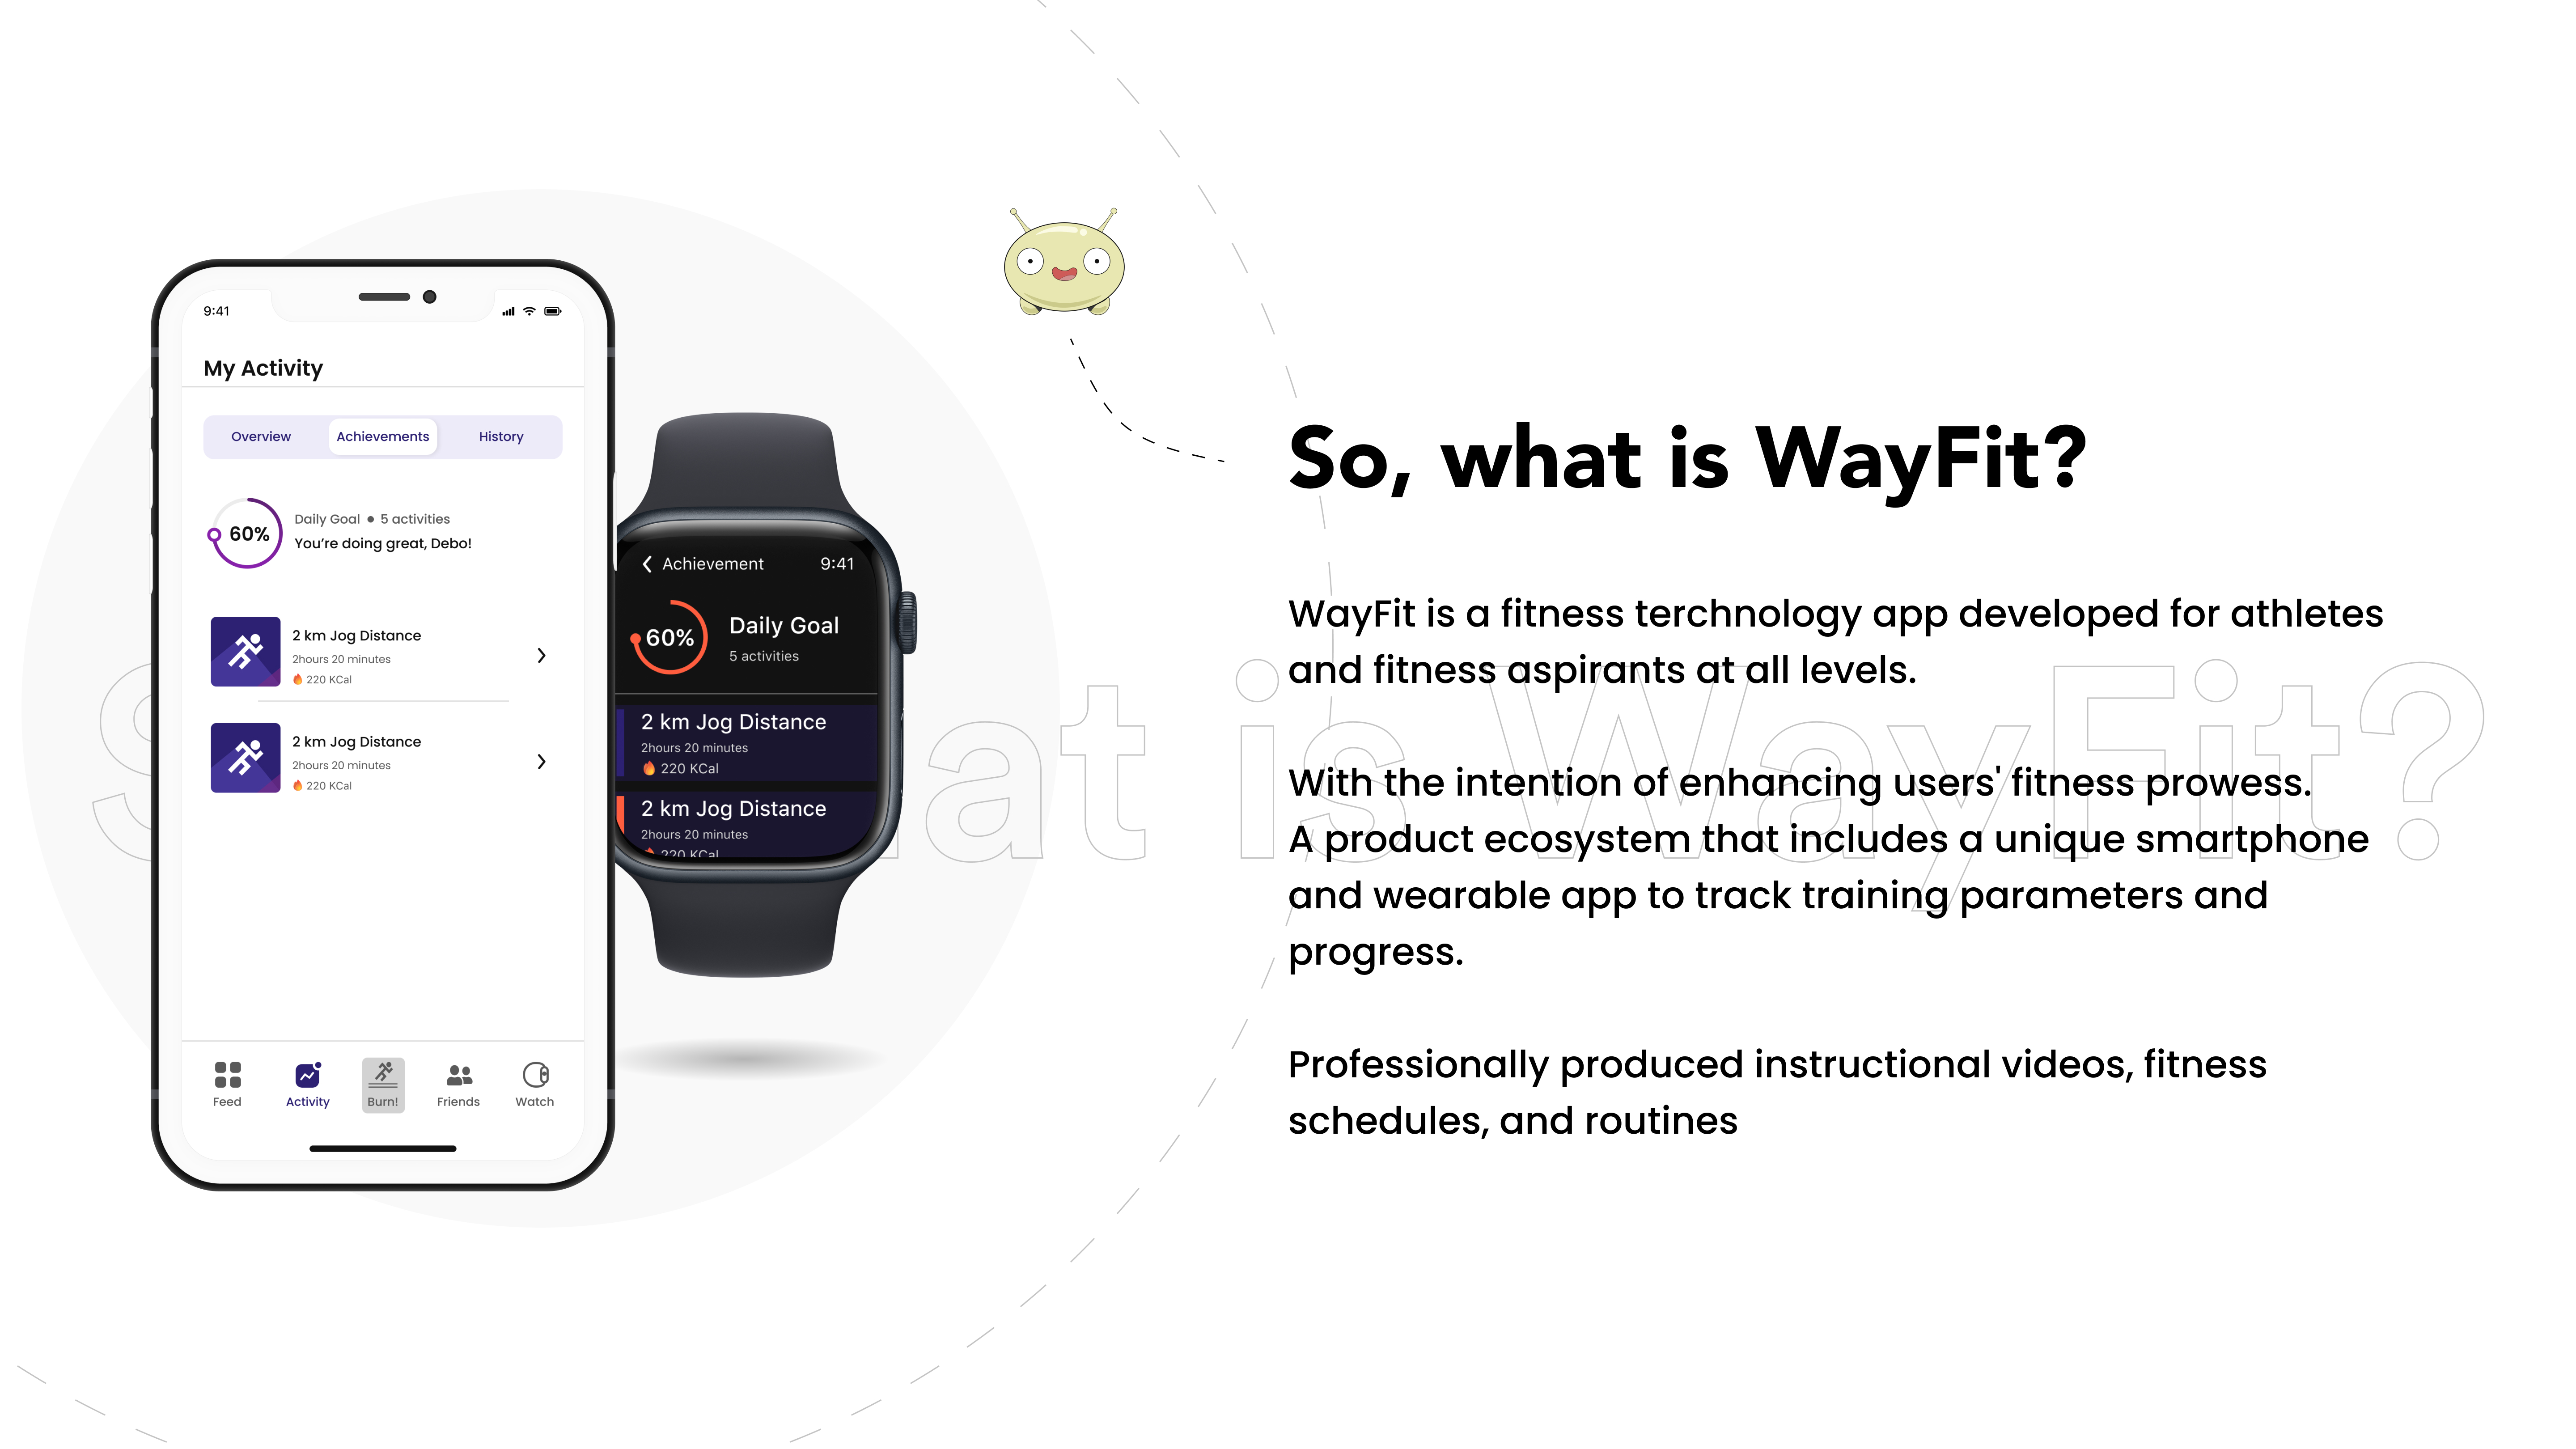 9:41
My Activity
Overview
Achievements
History
60%
Daily Goal • 5 activities
You're doing great, Debo!
2 km Jog Distance
2hours 20 minutes
220 KCal
2 km Jog Distance
2hours 20 minutes
220 KCal
Feed
Activity
Burn!
Friends
Watch
Achievement
9:41
60%
Daily Goal
5 activities
2 km Jog Distance
2hours 20 minutes
220 KCal
2 km Jog Distance
2hours 20 minutes
220 KCal
So, what is WayFit?
WayFit is a fitness terchnology app developed for athletes
and fitness aspirants at all levels.
With the intention of enhancing users' fitness prowess.
A product ecosystem that includes a unique smartphone
and wearable app to track training parameters and
progress.
Professionally produced instructional videos, fitness
schedules, and routines
is WayFit?